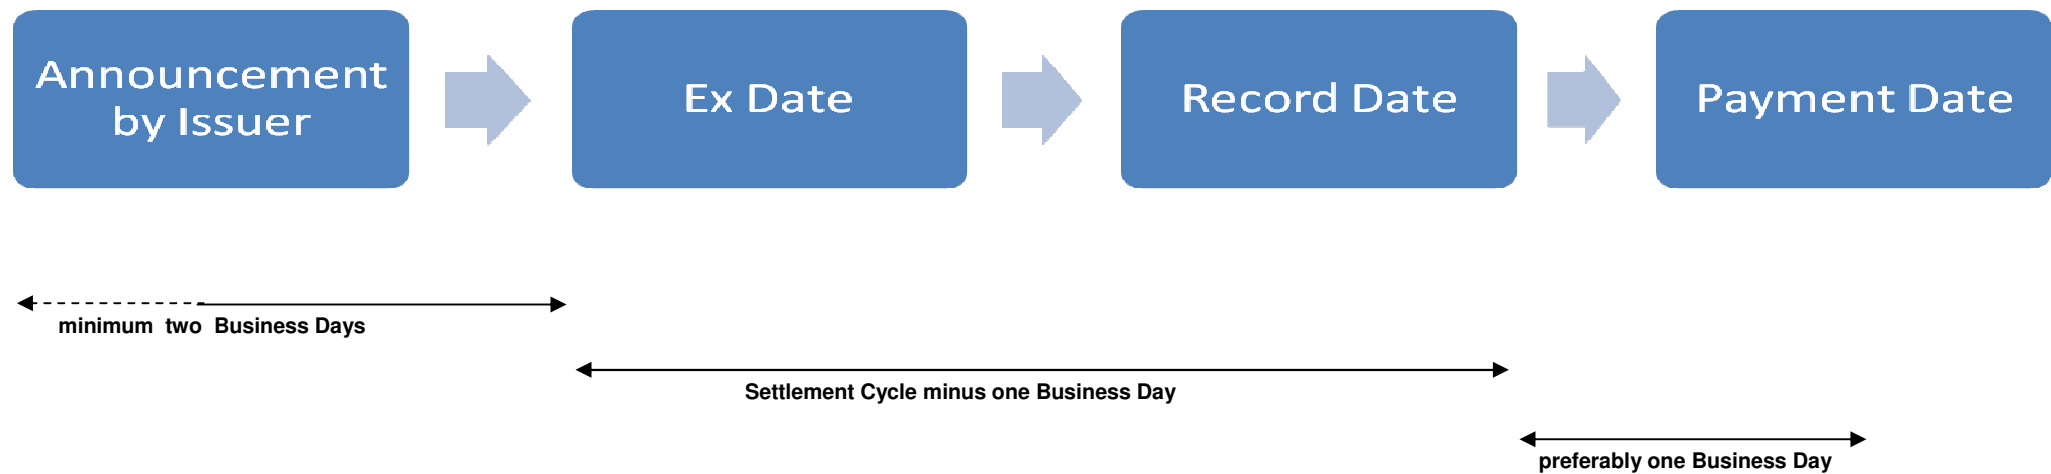 Announcement
by Issuer
Ex Date
Record Date
Payment Date
minimum two Business Days
Settlement Cycle minus one Business Day
preferably one Business Day